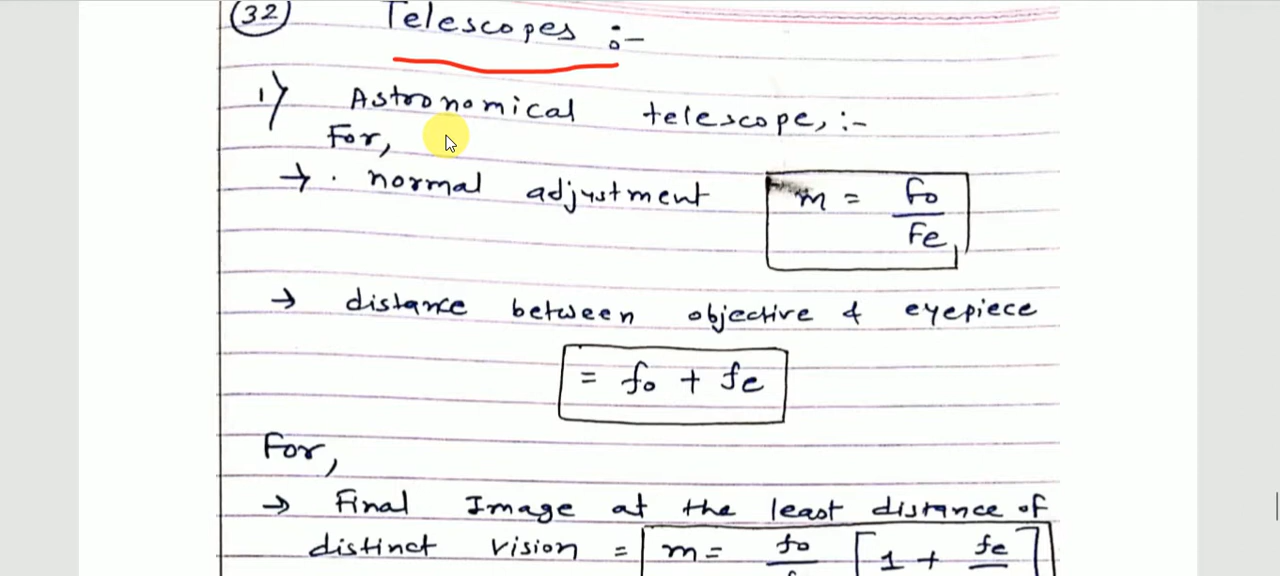 (32) Telescopes :-
1) Astronomical telescope, :-
For,
→ . normal adjustment m = fo / Fe
→ distance between objective & eyepiece
= fo + fe
For,
→ Final Image at the least distance of
distinct vision = m = fo [1 + fe